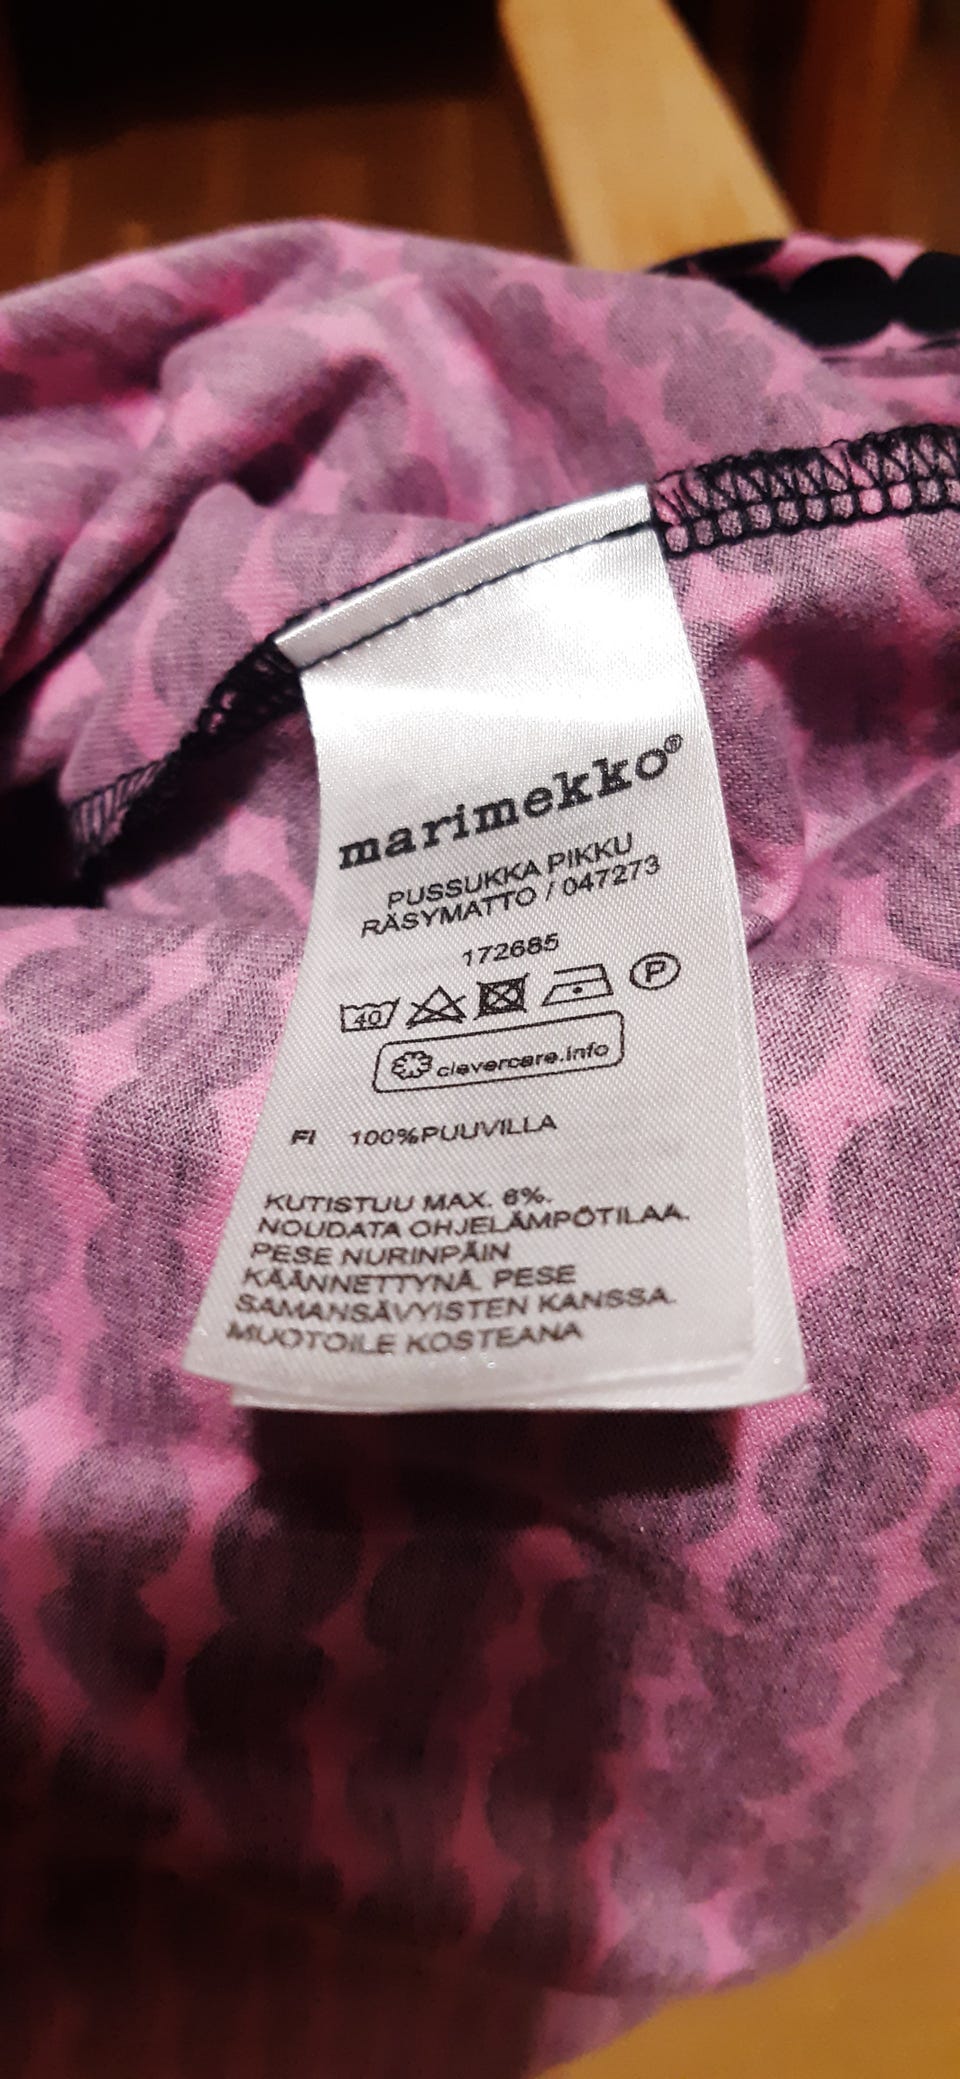 marimekko®
PUSSUKKA PIKKU
RÄSYMATTO / 047273
172685
40 P
clevercare.info
FI 100%PUUVILLA
KUTISTUU MAX. 6%.
NOUDATA OHJELÄMPÖTILAA.
PESE NURINPÄIN
KÄÄNNETTYNÄ. PESE
SAMANSÄVYISTEN KANSSA.
MUOTOILE KOSTEANA